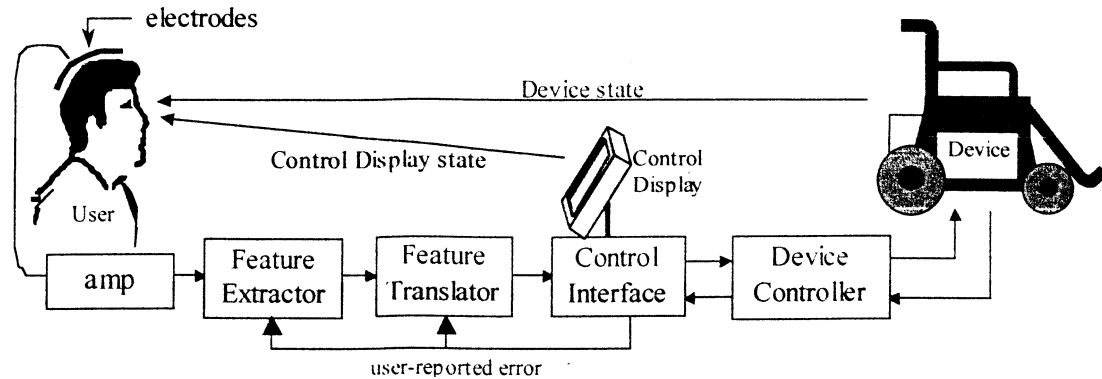 electrodes
Device state
Control Display state
Control
Display
Device
User
amp
Feature
Extractor
Feature
Translator
Control
Interface
Device
Controller
user-reported error